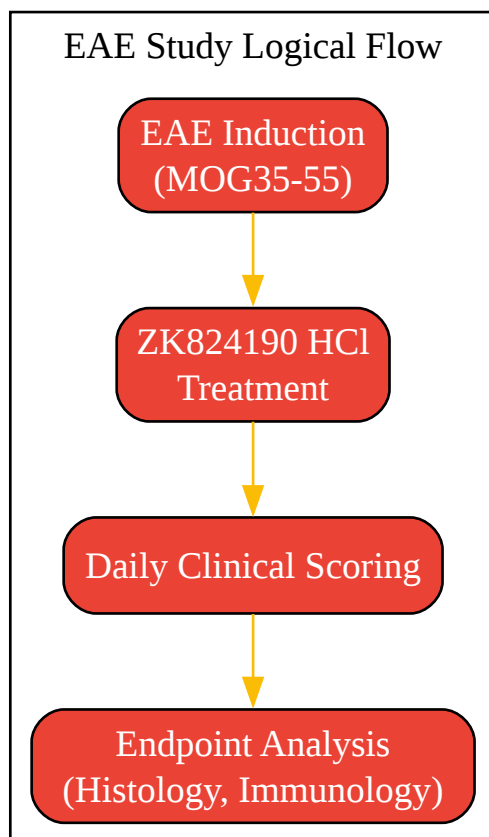 EAE Study Logical Flow
EAE Induction
(MOG35-55)
ZK824190 HCl
Treatment
Daily Clinical Scoring
Endpoint Analysis
(Histology, Immunology)